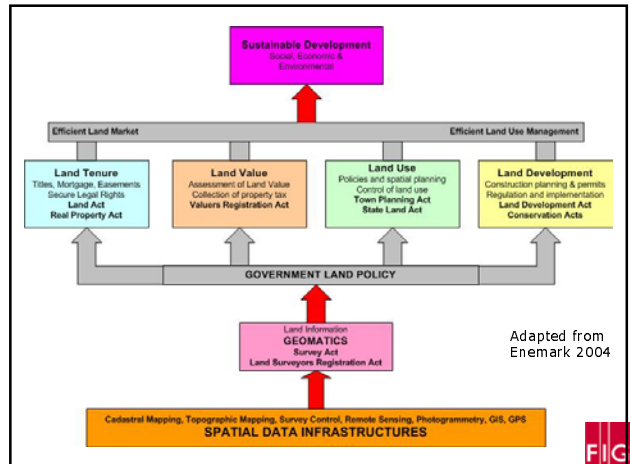 Sustainable Development
Social, Economic &
Environmental
Efficient Land Market
Efficient Land Use Management
Land Tenure
Titles, Mortgage, Easements
Secure Legal Rights
Land Act
Real Property Act
Land Value
Assessment of Land Value
Collection of property tax
Valuers Registration Act
Land Use
Policies and spatial planning
Control of land use
Town Planning Act
State Land Act
Land Development
Construction planning & permits
Regulation and implementation
Land Development Act
Conservation Acts
GOVERNMENT LAND POLICY
Land Information
GEOMATICS
Survey Act
Land Surveyors Registration Act
Adapted from
Enemark 2004
Cadastral Mapping, Topographic Mapping, Survey Control, Remote Sensing, Photogrammetry, GIS, GPS
SPATIAL DATA INFRASTRUCTURES
FIG